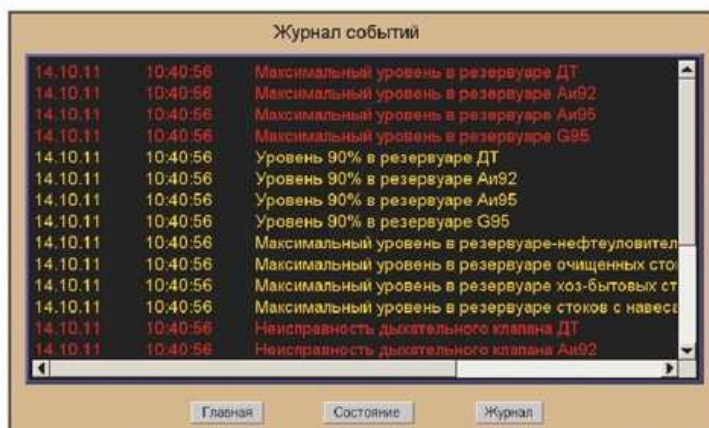 Журнал событий
14.10.11 10:40:56 Максимальный уровень в резервуаре ДТ
14.10.11 10:40:56 Максимальный уровень в резервуаре Аи92
14.10.11 10:40:56 Максимальный уровень в резервуаре Аи95
14.10.11 10:40:56 Максимальный уровень в резервуаре G95
14.10.11 10:40:56 Уровень 90% в резервуаре ДТ
14.10.11 10:40:56 Уровень 90% в резервуаре Аи92
14.10.11 10:40:56 Уровень 90% в резервуаре Аи95
14.10.11 10:40:56 Уровень 90% в резервуаре G95
14.10.11 10:40:56 Максимальный уровень в резервуаре-нефтеуловител
14.10.11 10:40:56 Максимальный уровень в резервуаре очищенных сто
14.10.11 10:40:56 Максимальный уровень в резервуаре хоз-бытовых ст
14.10.11 10:40:56 Максимальный уровень в резервуаре стоков с навеса
14.10.11 10:40:56 Неисправность дыхательного клапана ДТ
14.10.11 10:40:56 Неисправность дыхательного клапана Аи92
Главная Состояние Журнал